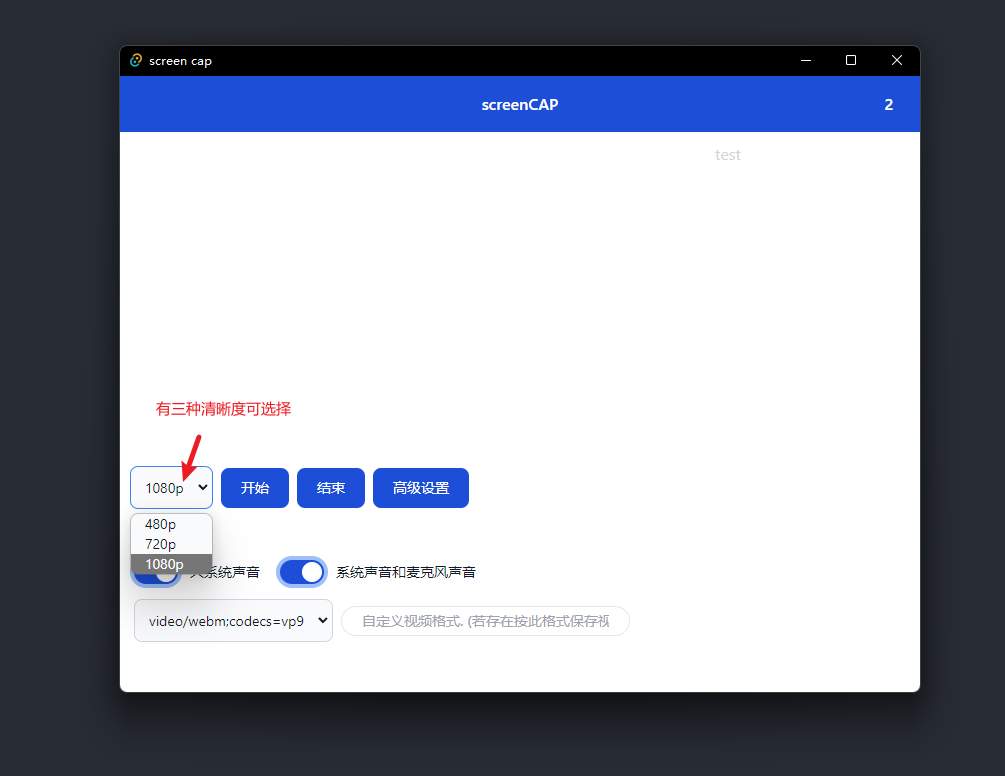 screen cap
screenCAP
2
test
有三种清晰度可选择
1080p
开始
结束
高级设置
480p
720p
1080p
系统声音
系统声音和麦克风声音
video/webm;codecs=vp9
自定义视频格式. (若存在按此格式保存